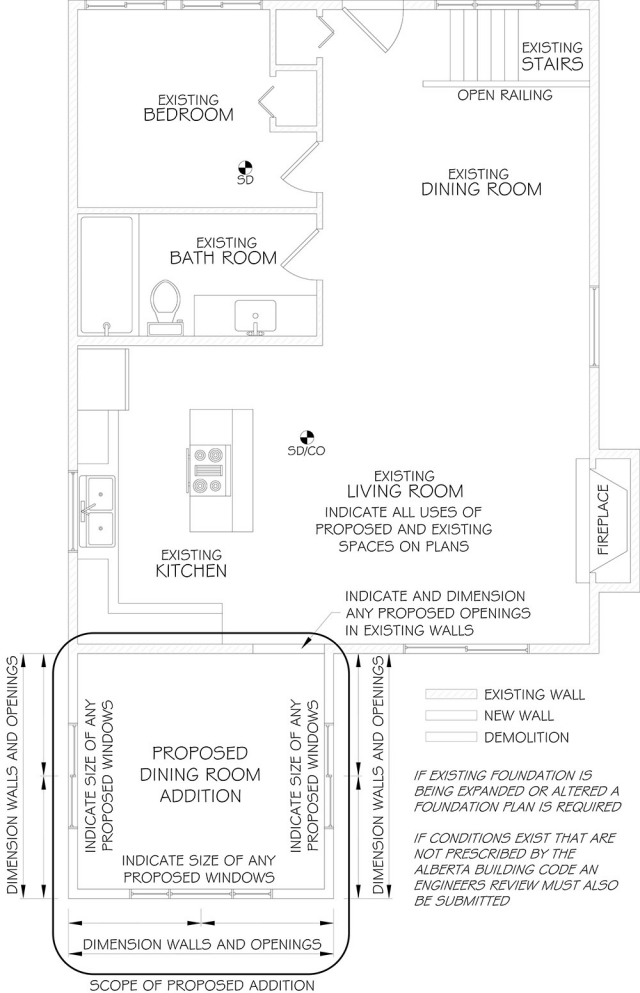 EXISTING
STAIRS
OPEN RAILING
EXISTING
BEDROOM
SD
EXISTING
DINING ROOM
EXISTING
BATH ROOM
SD/CO
EXISTING
LIVING ROOM
INDICATE ALL USES OF
PROPOSED AND EXISTING
SPACES ON PLANS
FIREPLACE
EXISTING
KITCHEN
INDICATE AND DIMENSION
ANY PROPOSED OPENINGS
IN EXISTING WALLS
DIMENSION WALLS AND OPENINGS
INDICATE SIZE OF ANY
PROPOSED WINDOWS
PROPOSED
DINING ROOM
ADDITION
INDICATE SIZE OF ANY
PROPOSED WINDOWS
DIMENSION WALLS AND OPENINGS
INDICATE SIZE OF ANY
PROPOSED WINDOWS
DIMENSION WALLS AND OPENINGS
SCOPE OF PROPOSED ADDITION
EXISTING WALL
NEW WALL
DEMOLITION
IF EXISTING FOUNDATION IS
BEING EXPANDED OR ALTERED A
FOUNDATION PLAN IS REQUIRED
IF CONDITIONS EXIST THAT ARE
NOT PRESCRIBED BY THE
ALBERTA BUILDING CODE AN
ENGINEERS REVIEW MUST ALSO
BE SUBMITTED